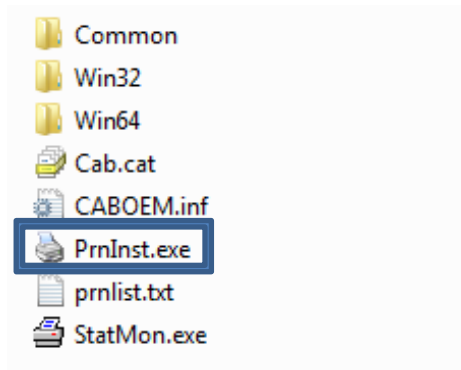 Common
Win32
Win64
Cab.cat
CABOEM.inf
PrnInst.exe
prnlist.txt
StatMon.exe